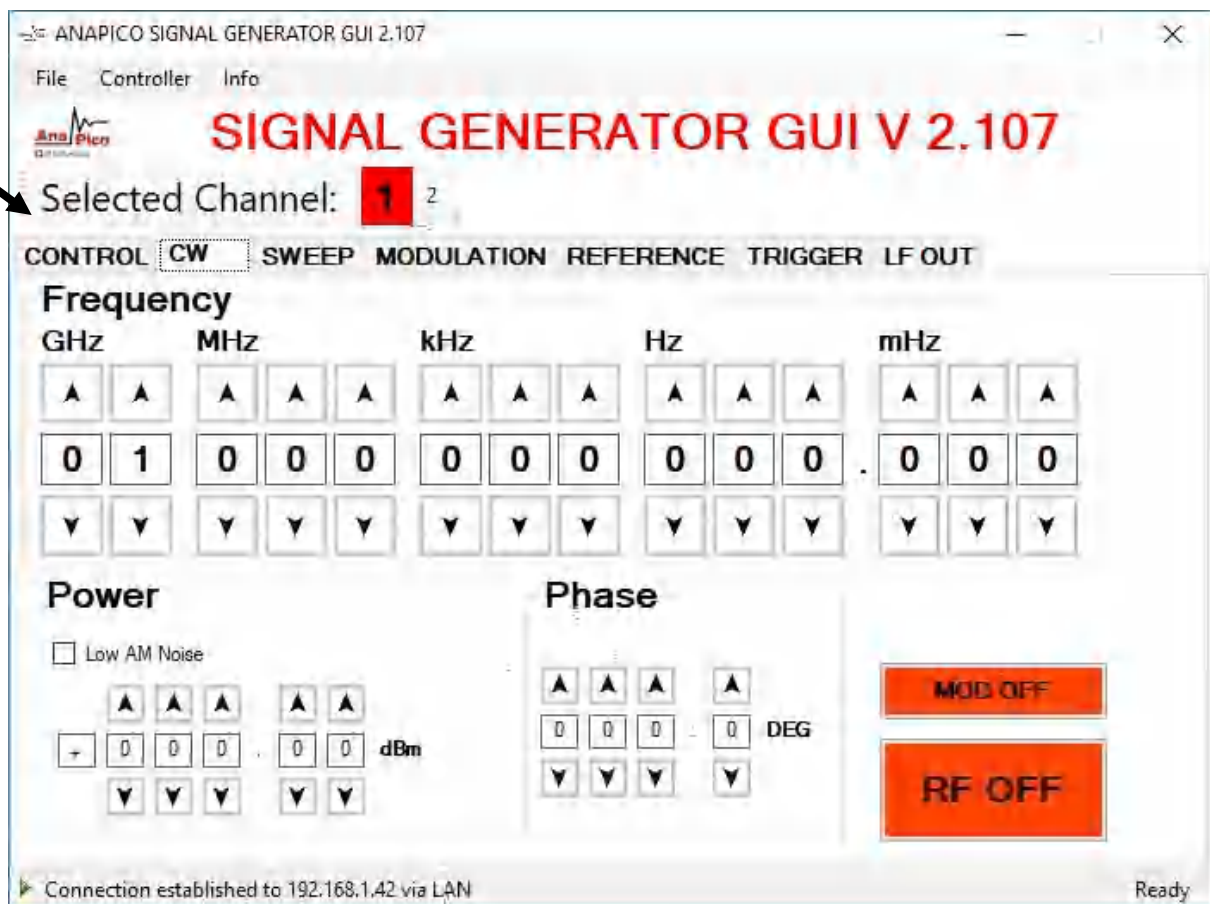 ANAPICO SIGNAL GENERATOR GUI 2.107
File Controller Info
AnaPico
SIGNAL GENERATOR GUI V 2.107
Selected Channel: 1 2
CONTROL CW SWEEP MODULATION REFERENCE TRIGGER LF OUT
Frequency
GHz MHz kHz Hz mHz
0 1 0 0 0 0 0 0 0 0 0 . 0 0 0
Power Phase
Low AM Noise
MOD OFF
0 0 0 . 0 DEG
+ 0 0 0 . 0 0 dBm
RF OFF
Connection established to 192.168.1.42 via LAN Ready